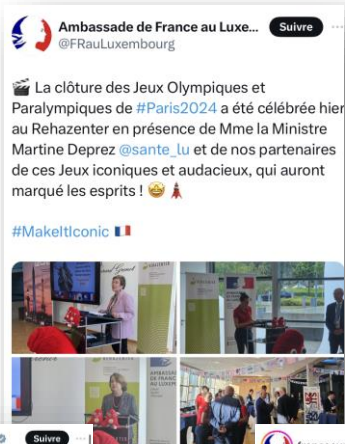 Ambassade de France au Luxe...
Suivre
@FRauLuxembourg
La clôture des Jeux Olympiques et
Paralympiques de #Paris2024 a été célébrée hier
au Rehazenter en présence de Mme la Ministre
Martine Deprez @sante_lu et de nos partenaires
de ces Jeux iconiques et audacieux, qui auront
marqué les esprits !
#MakeItIconic
AMBASSADE
DE FRANCE
AU LUXEM
Suivre